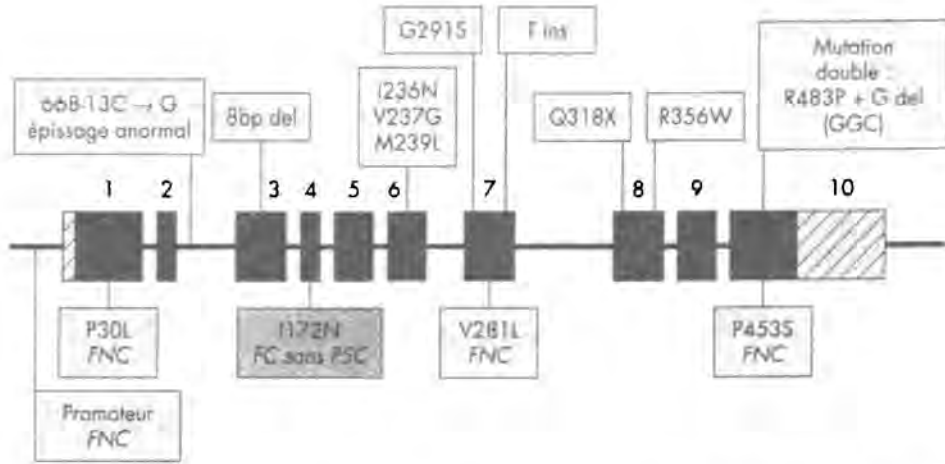 G291S
T ins
Mutation
double :
R483P + G del
(GGC)
668-13C → G
épissage anormal
8bp del
I236N
V237G
M239L
Q318X
R356W
1 2 3 4 5 6 7 8 9 10
P30L
FNC
I172N
FC sans PSC
V281L
FNC
P453S
FNC
Promoteur
FNC